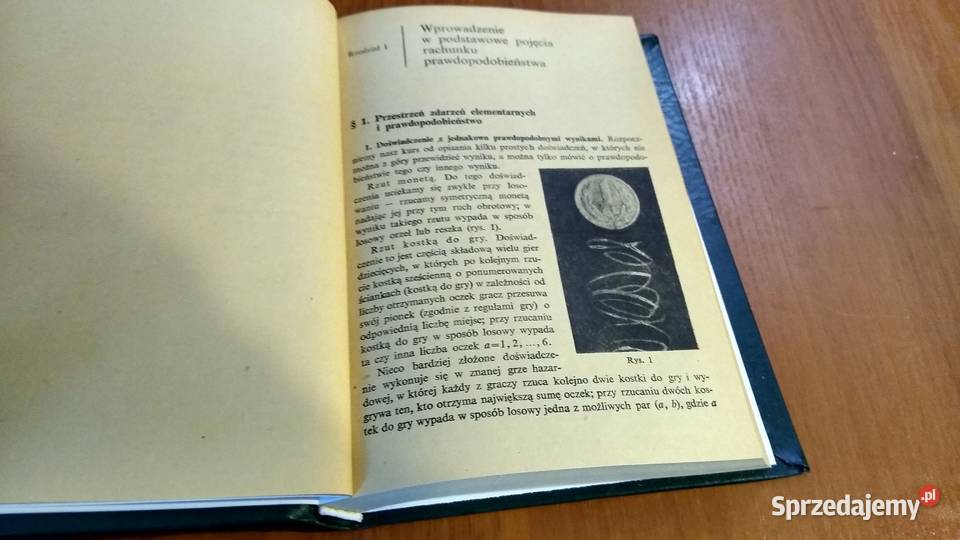 Rozdział 1
Wprowadzenie
w podstawowe pojęcia
rachunku
prawdopodobieństwa
§ 1. Przestrzeń zdarzeń elementarnych
i prawdopodobieństwo
1. Doświadczenie z jednakowo prawdopodobnymi wynikami. Rozpocz-
niemy nasz kurs od opisania kilku prostych doświadczeń, w których nie
można z góry przewidzieć wyniku, a można tylko mówić o prawdopodo-
bieństwie tego czy innego wyniku.
Rzut monetą. Do tego doświad-
czenia uciekamy się zwykle przy loso-
waniu — rzucamy symetryczną monetą
nadając jej przy tym ruch obrotowy; w
wyniku takiego rzutu wypada w sposób
losowy orzeł lub reszka (rys. 1).
Rzut kostką do gry. Doświad-
czenie to jest częścią składową wielu gier
dziecięcych, w których po kolejnym rzu-
cie kostką sześcienną o ponumerowanych
ściankach (kostką do gry) w zależności od
liczby otrzymanych oczek gracz przesuwa
swój pionek (zgodnie z regułami gry) o
odpowiednią liczbę miejsc; przy rzucaniu
kostką do gry w sposób losowy wypada
ta czy inna liczba oczek a=1, 2, ..., 6.
Nieco bardziej złożone doświadcze-
nie wykonuje się w znanej grze hazar-
dowej, w której każdy z graczy rzuca kolejno dwie kostki do gry i wy-
grywa ten, kto otrzyma największą sumę oczek; przy rzucaniu dwóch kos-
tek do gry wypada w sposób losowy jedna z możliwych par (a, b), gdzie a
Rys. 1
Sprzedajemy.pl